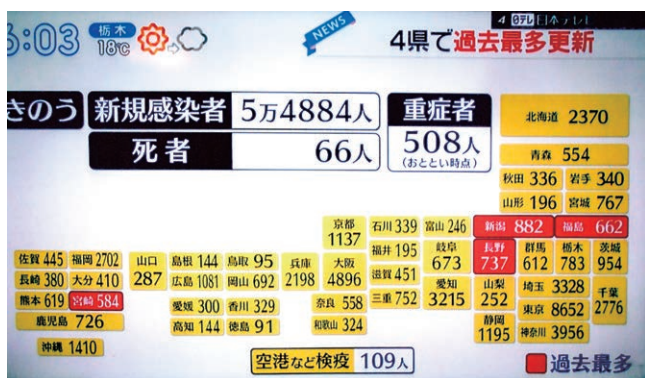 6:03 栃木 18℃ NEWS 4 日テレ 日本テレビ
4県で過去最多更新
きのう 新規感染者 5万4884人 重症者
508人
(おととい時点)
死者 66人
北海道 2370
青森 554
秋田 336 岩手 340
山形 196 宮城 767
京都 1137 石川 339 富山 246 新潟 882 福島 662
佐賀 445 福岡 2702 山口 287 島根 144 鳥取 95 兵庫 2198 大阪 4896 福井 195 岐阜 673 長野 737 群馬 612 栃木 783 茨城 954
長崎 380 大分 410 広島 1081 岡山 692 滋賀 451 愛知 3215 山梨 252 埼玉 3328 千葉 2776
熊本 619 宮崎 584 愛媛 300 香川 329 奈良 558 三重 752 静岡 1195 東京 8652
鹿児島 726 高知 144 徳島 91 和歌山 324 神奈川 3956
沖縄 1410
空港など検疫 109人 過去最多